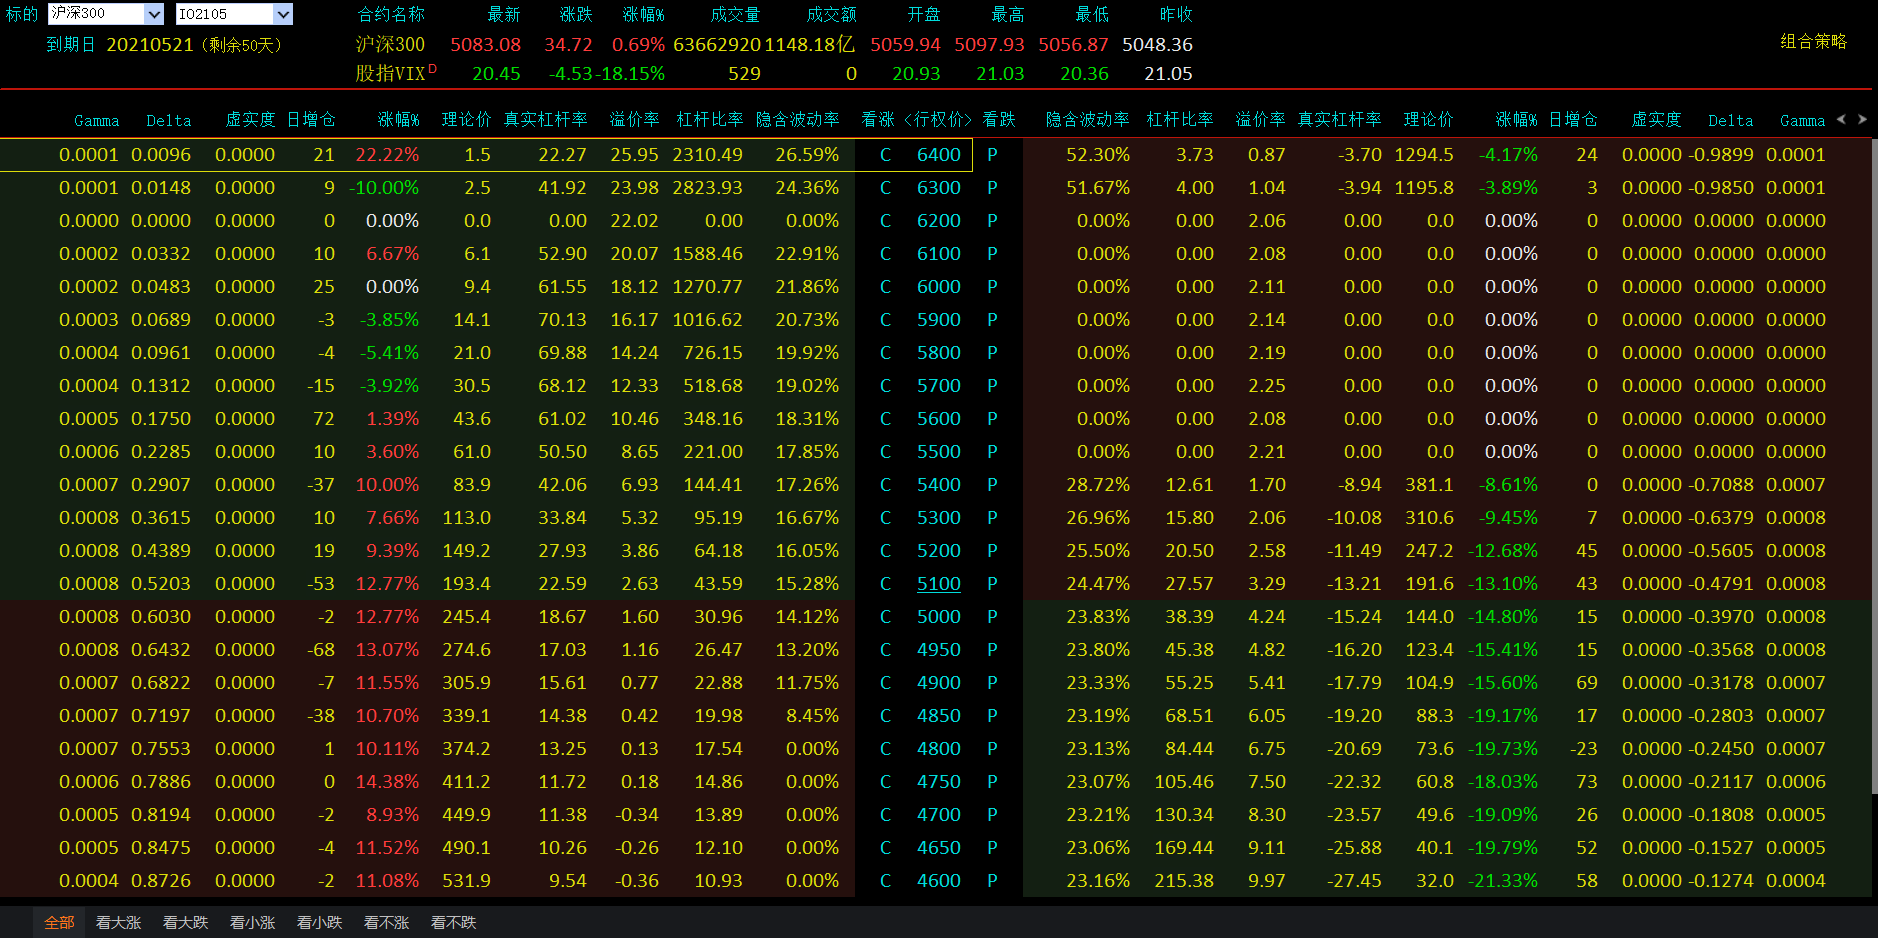 标的 沪深300 IO2105 合约名称 最新 涨跌 涨幅% 成交量 成交额 开盘 最高 最低 昨收
到期日 20210521 (剩余50天) 沪深300 5083.08 34.72 0.69% 63662920 1148.18亿 5059.94 5097.93 5056.87 5048.36 组合策略
股指VIX D 20.45 -4.53 -18.15% 529 0 20.93 21.03 20.36 21.05
Gamma Delta 虚实度 日增仓 涨幅% 理论价 真实杠杆率 溢价率 杠杆比率 隐含波动率 看涨 <行权价> 看跌 隐含波动率 杠杆比率 溢价率 真实杠杆率 理论价 涨幅% 日增仓 虚实度 Delta Gamma
0.0001 0.0096 0.0000 21 22.22% 1.5 22.27 25.95 2310.49 26.59% C 6400 P 52.30% 3.73 0.87 -3.70 1294.5 -4.17% 24 0.0000 -0.9899 0.0001
0.0001 0.0148 0.0000 9 -10.00% 2.5 41.92 23.98 2823.93 24.36% C 6300 P 51.67% 4.00 1.04 -3.94 1195.8 -3.89% 3 0.0000 -0.9850 0.0001
0.0000 0.0000 0.0000 0 0.00% 0.0 0.00 22.02 0.00 0.00% C 6200 P 0.00% 0.00 2.06 0.00 0.0 0.00% 0 0.0000 0.0000 0.0000
0.0002 0.0332 0.0000 10 6.67% 6.1 52.90 20.07 1588.46 22.91% C 6100 P 0.00% 0.00 2.08 0.00 0.0 0.00% 0 0.0000 0.0000 0.0000
0.0002 0.0483 0.0000 25 0.00% 9.4 61.55 18.12 1270.77 21.86% C 6000 P 0.00% 0.00 2.11 0.00 0.0 0.00% 0 0.0000 0.0000 0.0000
0.0003 0.0689 0.0000 -3 -3.85% 14.1 70.13 16.17 1016.62 20.73% C 5900 P 0.00% 0.00 2.14 0.00 0.0 0.00% 0 0.0000 0.0000 0.0000
0.0004 0.0961 0.0000 -4 -5.41% 21.0 69.88 14.24 726.15 19.92% C 5800 P 0.00% 0.00 2.19 0.00 0.0 0.00% 0 0.0000 0.0000 0.0000
0.0004 0.1312 0.0000 -15 -3.92% 30.5 68.12 12.33 518.68 19.02% C 5700 P 0.00% 0.00 2.25 0.00 0.0 0.00% 0 0.0000 0.0000 0.0000
0.0005 0.1750 0.0000 72 1.39% 43.6 61.02 10.46 348.16 18.31% C 5600 P 0.00% 0.00 2.08 0.00 0.0 0.00% 0 0.0000 0.0000 0.0000
0.0006 0.2285 0.0000 10 3.60% 61.0 50.50 8.65 221.00 17.85% C 5500 P 0.00% 0.00 2.21 0.00 0.0 0.00% 0 0.0000 0.0000 0.0000
0.0007 0.2907 0.0000 -37 10.00% 83.9 42.06 6.93 144.41 17.26% C 5400 P 28.72% 12.61 1.70 -8.94 381.1 -8.61% 0 0.0000 -0.7088 0.0007
0.0008 0.3615 0.0000 10 7.66% 113.0 33.84 5.32 95.19 16.67% C 5300 P 26.96% 15.80 2.06 -10.08 310.6 -9.45% 7 0.0000 -0.6379 0.0008
0.0008 0.4389 0.0000 19 9.39% 149.2 27.93 3.86 64.18 16.05% C 5200 P 25.50% 20.50 2.58 -11.49 247.2 -12.68% 45 0.0000 -0.5605 0.0008
0.0008 0.5203 0.0000 -53 12.77% 193.4 22.59 2.63 43.59 15.28% C 5100 P 24.47% 27.57 3.29 -13.21 191.6 -13.10% 43 0.0000 -0.4791 0.0008
0.0008 0.6030 0.0000 -2 12.77% 245.4 18.67 1.60 30.96 14.12% C 5000 P 23.83% 38.39 4.24 -15.24 144.0 -14.80% 15 0.0000 -0.3970 0.0008
0.0008 0.6432 0.0000 -68 13.07% 274.6 17.03 1.16 26.47 13.20% C 4950 P 23.80% 45.38 4.82 -16.20 123.4 -15.41% 15 0.0000 -0.3568 0.0008
0.0007 0.6822 0.0000 -7 11.55% 305.9 15.61 0.77 22.88 11.75% C 4900 P 23.33% 55.25 5.41 -17.79 104.9 -15.60% 69 0.0000 -0.3178 0.0007
0.0007 0.7197 0.0000 -38 10.70% 339.1 14.38 0.42 19.98 8.45% C 4850 P 23.19% 68.51 6.05 -19.20 88.3 -19.17% 17 0.0000 -0.2803 0.0007
0.0007 0.7553 0.0000 1 10.11% 374.2 13.25 0.13 17.54 0.00% C 4800 P 23.13% 84.44 6.75 -20.69 73.6 -19.73% -23 0.0000 -0.2450 0.0007
0.0006 0.7886 0.0000 0 14.38% 411.2 11.72 0.18 14.86 0.00% C 4750 P 23.07% 105.46 7.50 -22.32 60.8 -18.03% 73 0.0000 -0.2117 0.0006
0.0005 0.8194 0.0000 -2 8.93% 449.9 11.38 -0.34 13.89 0.00% C 4700 P 23.21% 130.34 8.30 -23.57 49.6 -19.09% 26 0.0000 -0.1808 0.0005
0.0005 0.8475 0.0000 -4 11.52% 490.1 10.26 -0.26 12.10 0.00% C 4650 P 23.06% 169.44 9.11 -25.88 40.1 -19.79% 52 0.0000 -0.1527 0.0005
0.0004 0.8726 0.0000 -2 11.08% 531.9 9.54 -0.36 10.93 0.00% C 4600 P 23.16% 215.38 9.97 -27.45 32.0 -21.33% 58 0.0000 -0.1274 0.0004
全部 看大涨 看大跌 看小涨 看小跌 看不涨 看不跌